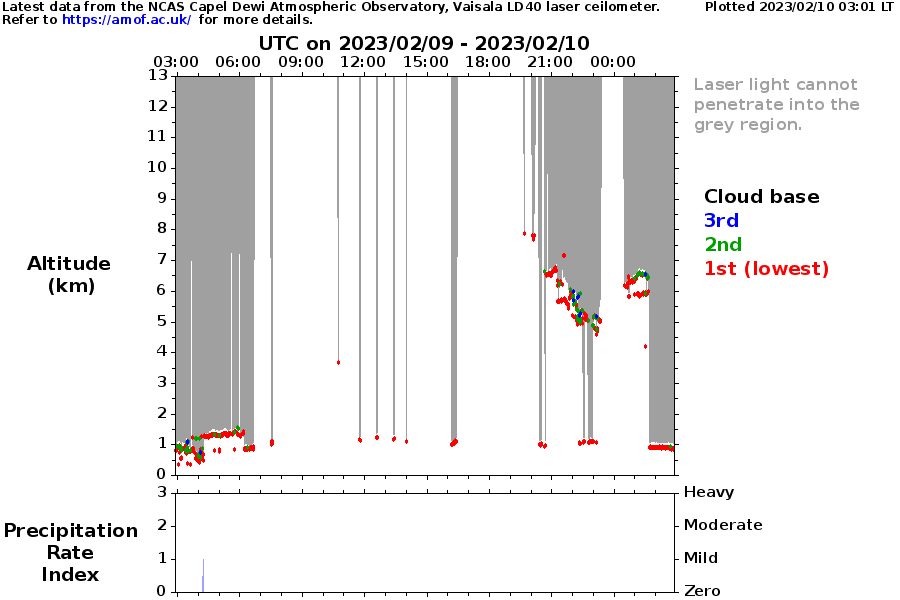 Latest data from the NCAS Capel Dewi Atmospheric Observatory, Vaisala LD40 laser ceilometer. Plotted 2023/02/10 03:01 LT
Refer to https://amof.ac.uk/ for more details.
UTC on 2023/02/09 - 2023/02/10
03:00 06:00 09:00 12:00 15:00 18:00 21:00 00:00
13
12
11
10
9
8
7
6
5
4
3
2
1
0
Altitude
(km)
Laser light cannot
penetrate into the
grey region.
Cloud base
3rd
2nd
1st (lowest)
3 Heavy
2 Moderate
1 Mild
0 Zero
Precipitation
Rate
Index